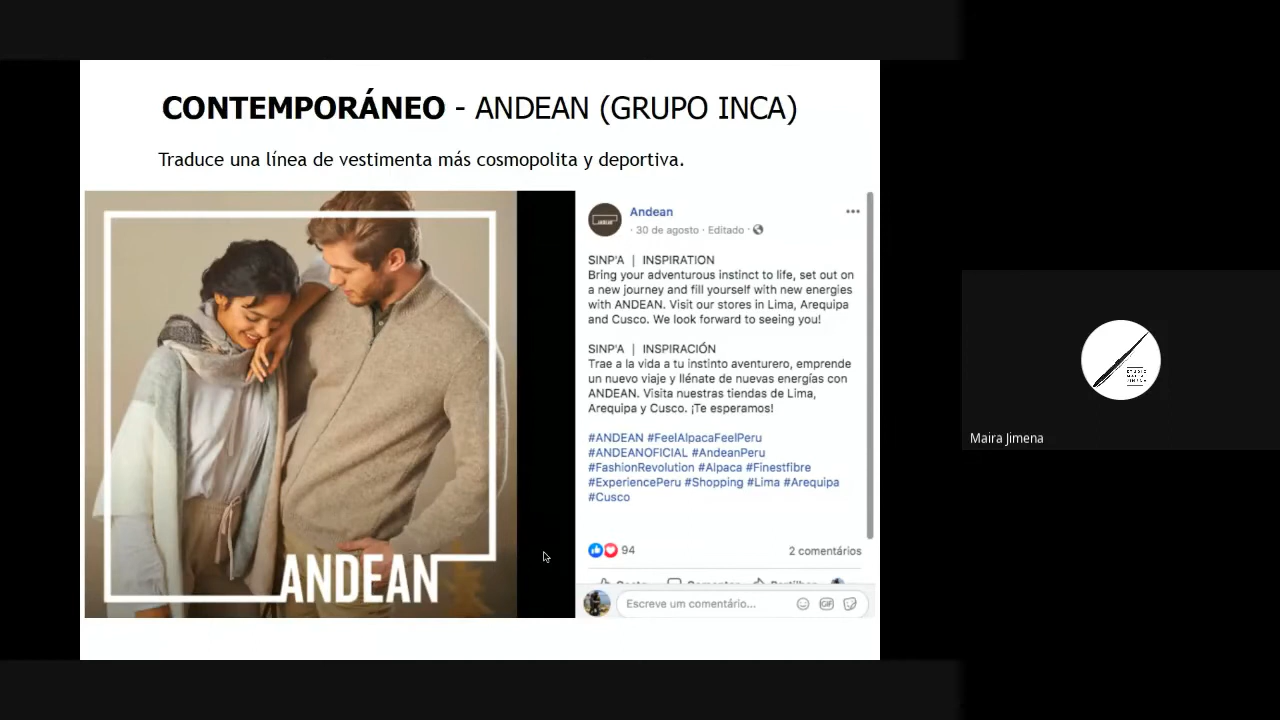 CONTEMPORÁNEO - ANDEAN (GRUPO INCA)
Traduce una línea de vestimenta más cosmopolita y deportiva.
ANDEAN
Andean
· 30 de agosto · Editado ·
SINP'A | INSPIRATION
Bring your adventurous instinct to life, set out on
a new journey and fill yourself with new energies
with ANDEAN. Visit our stores in Lima, Arequipa
and Cusco. We look forward to seeing you!
SINP'A | INSPIRACIÓN
Trae a la vida a tu instinto aventurero, emprende
un nuevo viaje y llénate de nuevas energías con
ANDEAN. Visita nuestras tiendas de Lima,
Arequipa y Cusco. ¡Te esperamos!
#ANDEAN #FeelAlpacaFeelPeru
#ANDEANOFICIAL #AndeanPeru
#FashionRevolution #Alpaca #Finestfibre
#ExperiencePeru #Shopping #Lima #Arequipa
#Cusco
94
2 comentários
Escreve um comentário...
GIF
Maira Jimena